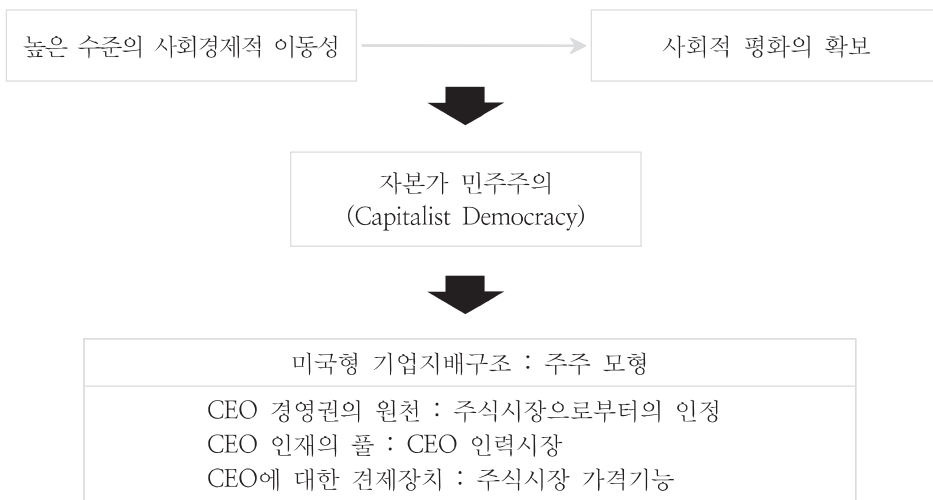 높은 수준의 사회경제적 이동성
사회적 평화의 확보
자본가 민주주의
(Capitalist Democracy)
미국형 기업지배구조 : 주주 모형
CEO 경영권의 원천 : 주식시장으로부터의 인정
CEO 인재의 풀 : CEO 인력시장
CEO에 대한 견제장치 : 주식시장 가격기능